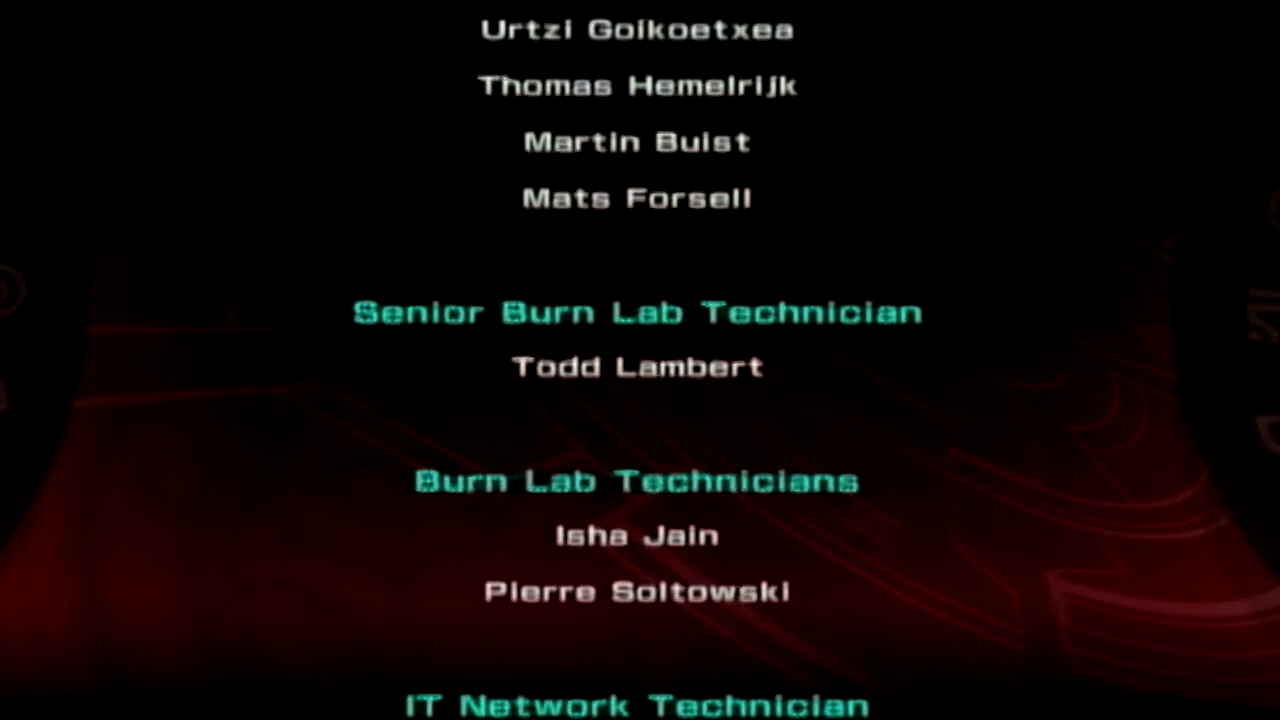 Urtzi Goikoetxea
Thomas Hemelrijk
Martin Buist
Mats Forsell
Senior Burn Lab Technician
Todd Lambert
Burn Lab Technicians
Isha Jain
Pierre Soltowski
IT Network Technician